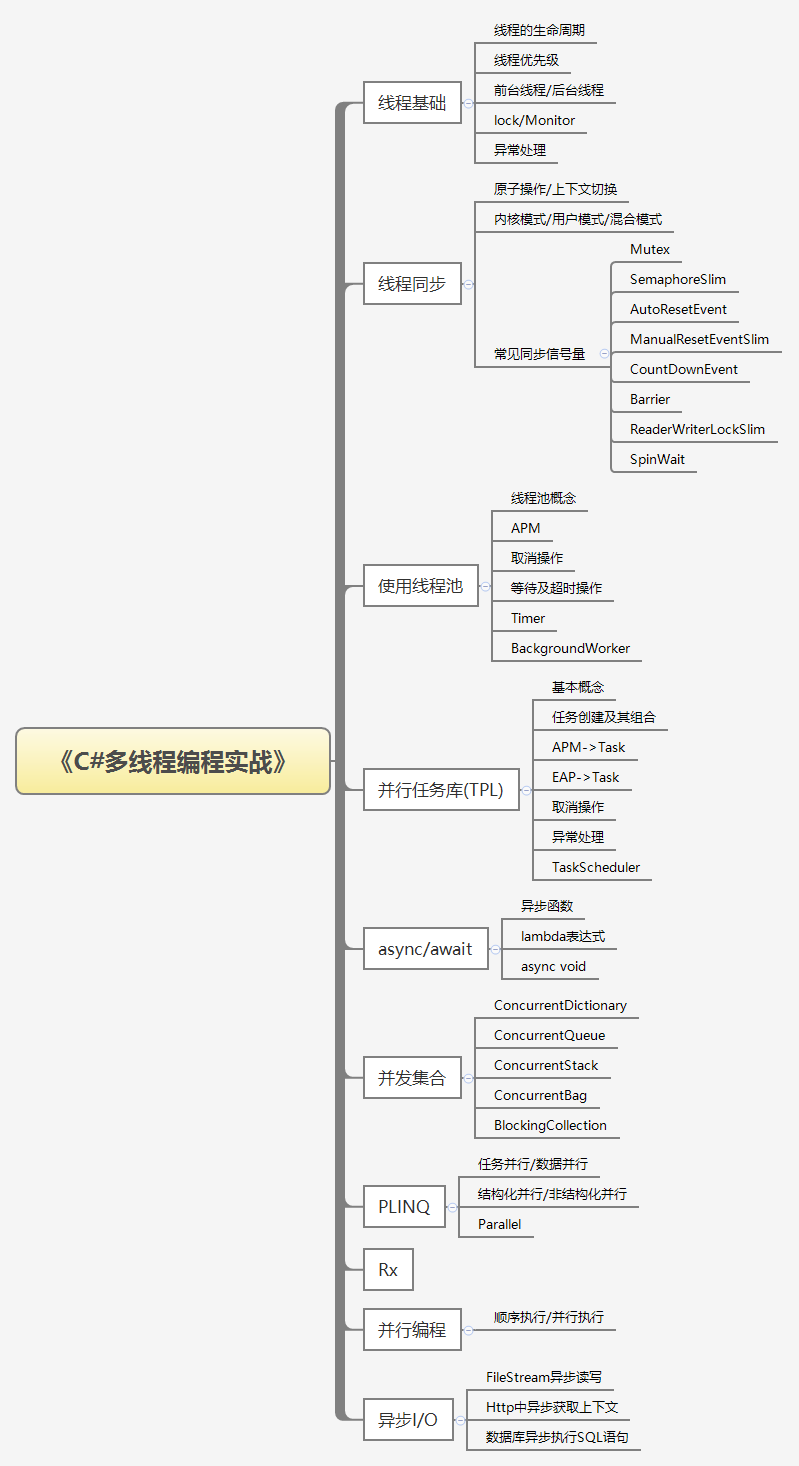 《C#多线程编程实战》
线程基础
线程的生命周期
线程优先级
前台线程/后台线程
lock/Monitor
异常处理
线程同步
原子操作/上下文切换
内核模式/用户模式/混合模式
常见同步信号量
Mutex
SemaphoreSlim
AutoResetEvent
ManualResetEventSlim
CountDownEvent
Barrier
ReaderWriterLockSlim
SpinWait
使用线程池
线程池概念
APM
取消操作
等待及超时操作
Timer
BackgroundWorker
并行任务库(TPL)
基本概念
任务创建及其组合
APM->Task
EAP->Task
取消操作
异常处理
TaskScheduler
async/await
异步函数
lambda表达式
async void
并发集合
ConcurrentDictionary
ConcurrentQueue
ConcurrentStack
ConcurrentBag
BlockingCollection
PLINQ
任务并行/数据并行
结构化并行/非结构化并行
Parallel
Rx
并行编程
顺序执行/并行执行
异步I/O
FileStream异步读写
Http中异步获取上下文
数据库异步执行SQL语句